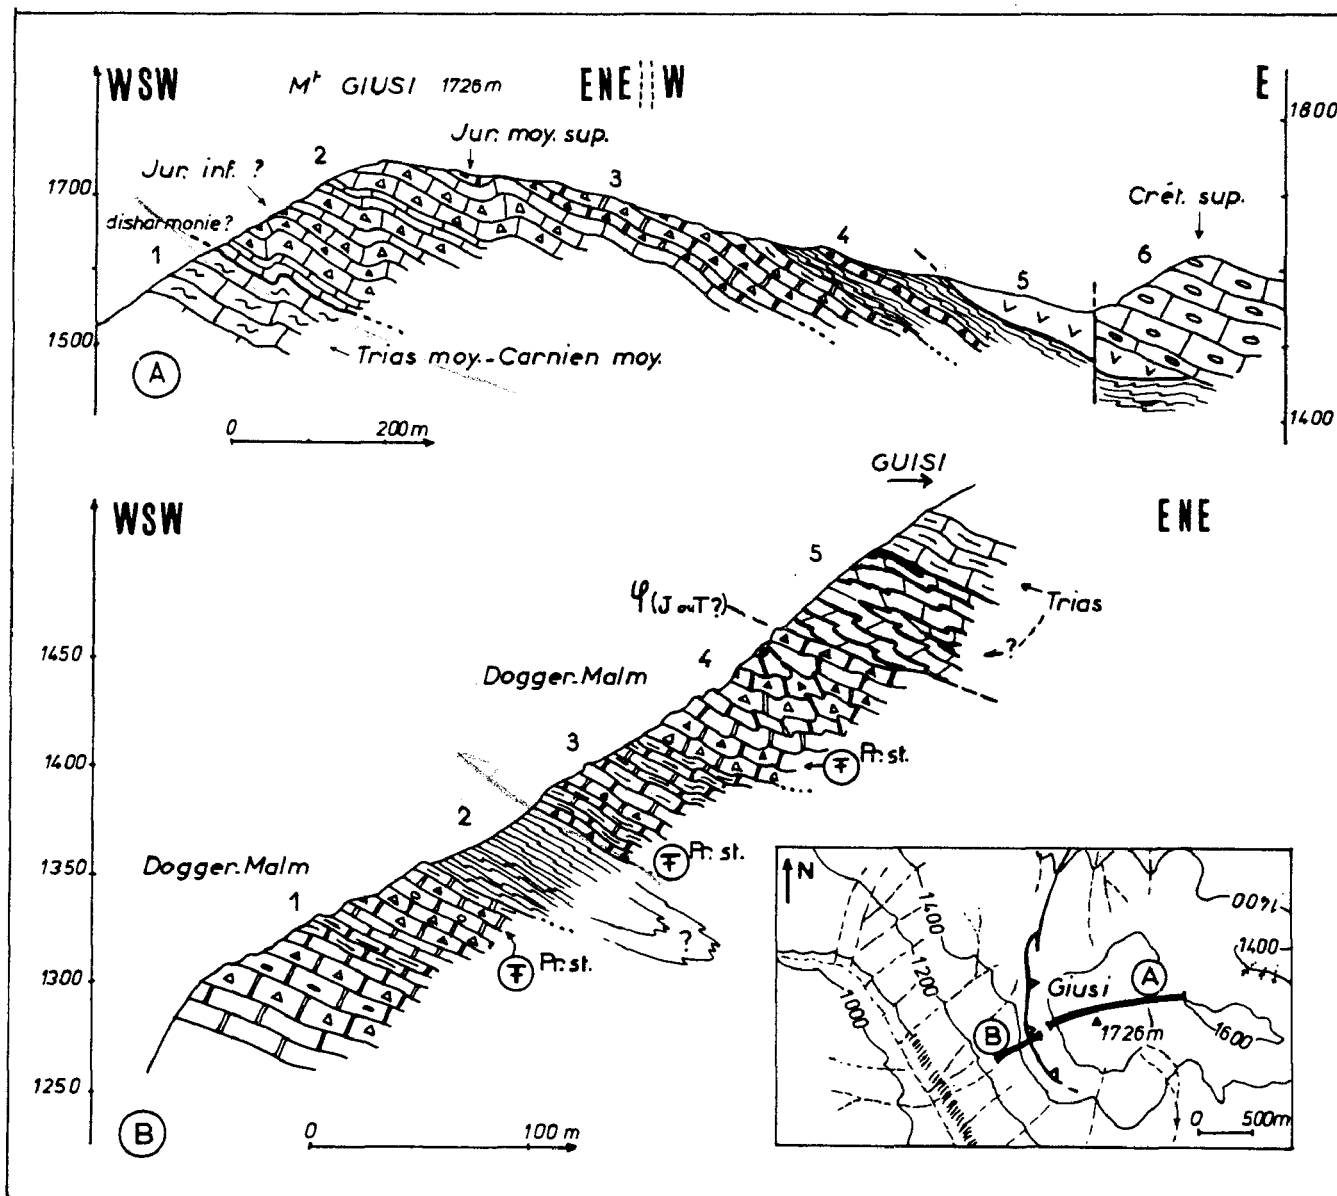 WSW
Mt GIUSI 1726m
ENE W
E
1800
Jur. moy. sup.
2
Jur. inf. ?
3
1700
Crét. sup.
disharmonie?
4
1
5
6
1500
Trias moy.-Carnien moy.
A
1400
0 200m
GUISI
WSW
ENE
5
φ (J ou T?)
Trias
?
1450
4
Dogger-Malm
3
1400
Pr. st.
2
1350
Dogger-Malm
Pr. st.
1
?
Pr. st.
1300
1250
B
0 100 m
N
1400
1600
1400
1200
1000
Giusi
A
B
1726m
1600
0 500m